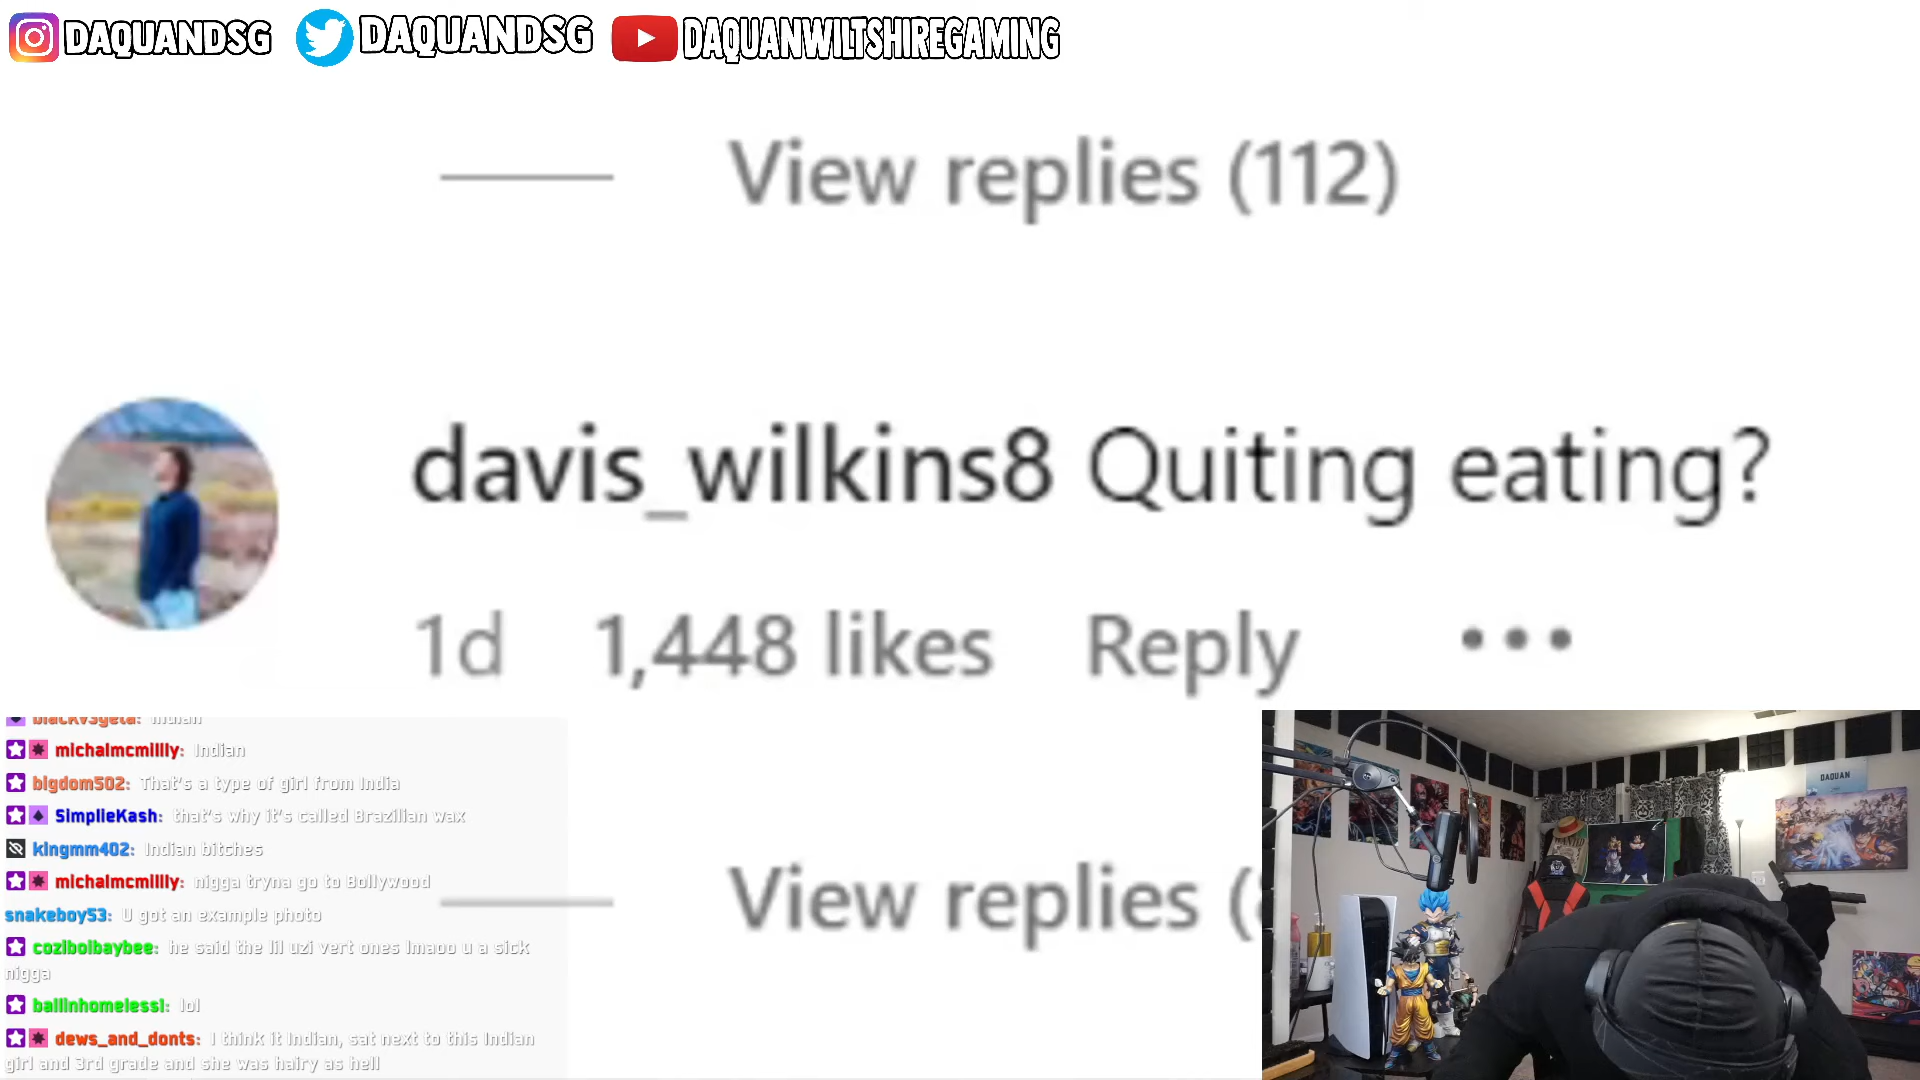 DAQUANDSG DAQUANDSG DAQUANWILTSHIREGAMING
View replies (112)
davis_wilkins8 Quiting eating?
1d 1,448 likes Reply •••
Indian
michalmcmillly: Indian
bigdom502: That's a type of girl from India
SimplieKash: that's why it's called Brazilian wax
kingmm402: Indian bitches
michalmcmillly: nigga tryna go to Bollywood
snakeboy53: U got an example photo
coziboibaybee: he said the lil uzi vert ones lmaoo u a sick
nigga
ballinhomeless1: lol
dews_and_donts: I think it Indian, sat next to this Indian
girl and 3rd grade and she was hairy as hell
View replies (
DAQUAN